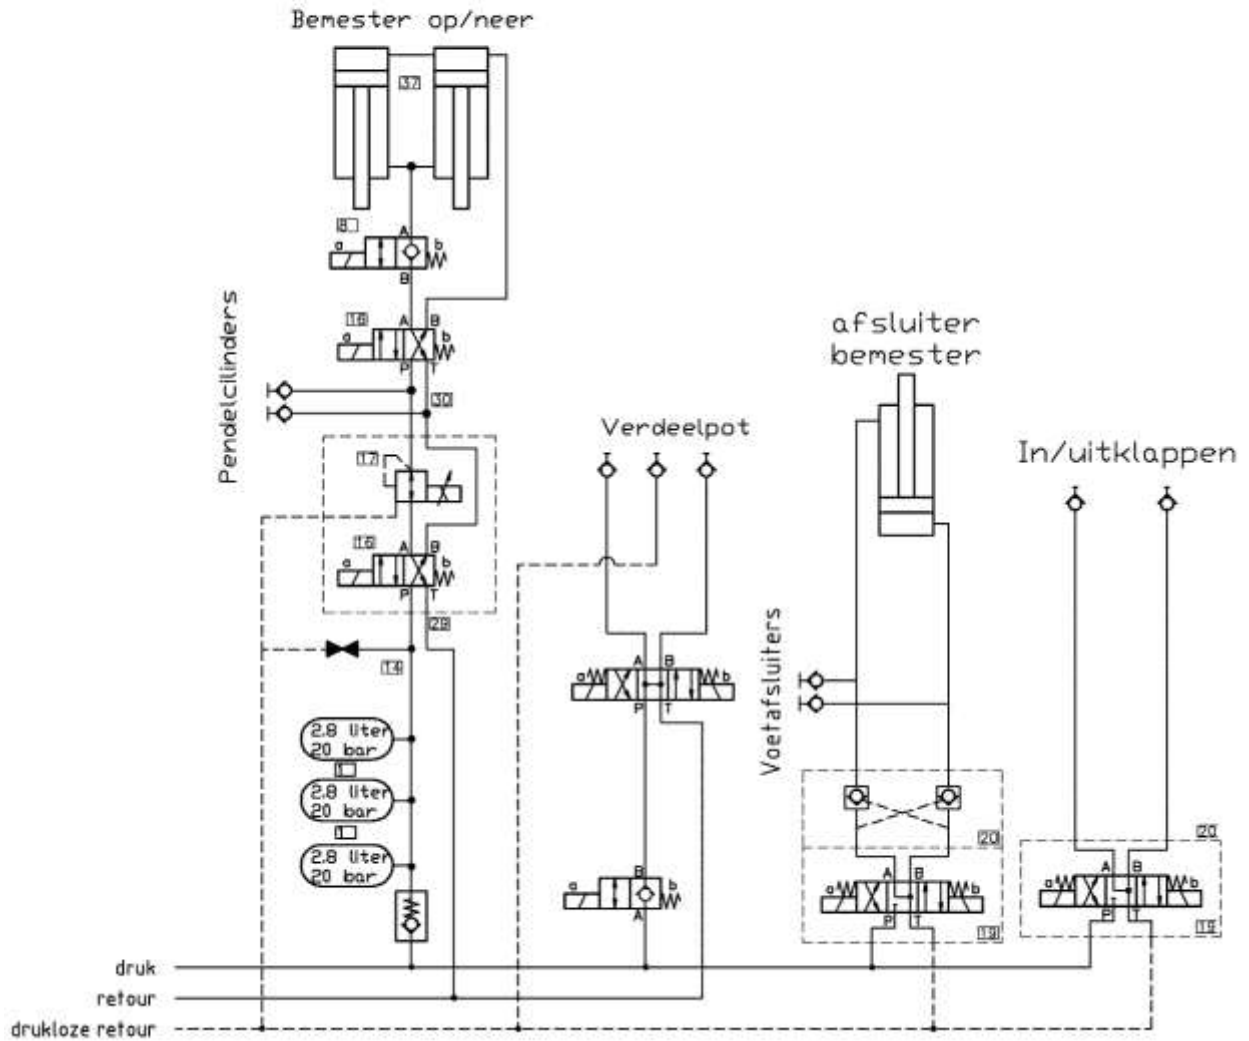 Bemester op/neer
37
8
A
a
b
B
Pendelcilinders
16
A B
a
b
P T
30
17
16
A B
a
b
P T
29
14
2.8 liter
20 bar
1
2.8 liter
20 bar
1
2.8 liter
20 bar
Verdeelpot
A B
a
b
P T
B
a
b
A
afsluiter
bemester
Voetafsluiters
20
A B
a
b
P T
19
In/uitklappen
20
A B
a
b
P T
19
druk
retour
drukloze retour